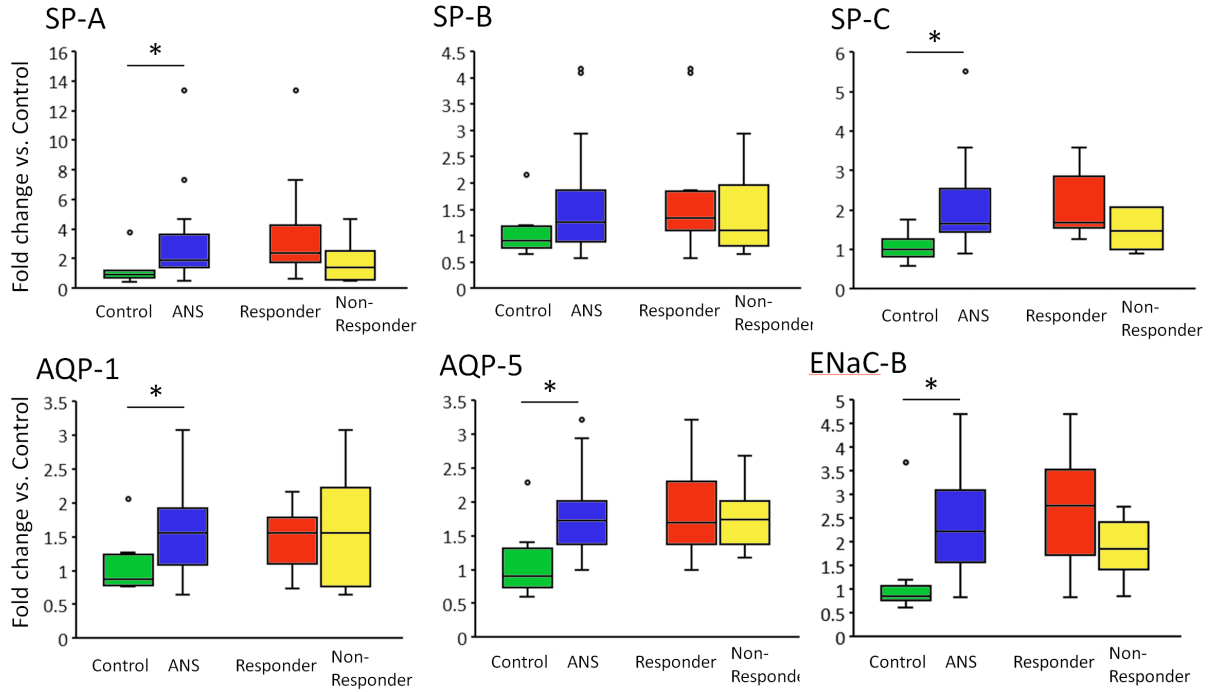 SP-A
SP-B
SP-C
Fold change vs. Control
16
14
12
10
8
6
4
2
0
*
Control
ANS
Responder
Non-
Responder
4.5
4
3.5
3
2.5
2
1.5
1
0.5
0
Control
ANS
Responder
Non-
Responder
6
5
4
3
2
1
0
*
Control
ANS
Responder
Non-
Responder
AQP-1
AQP-5
ENaC-B
Fold change vs. Control
3.5
3
2.5
2
1.5
1
0.5
0
*
Control
ANS
Responder
Non-
Responder
3.5
3
2.5
2
1.5
1
0.5
0
*
Control
ANS
Responder
Non-
Responde
5
4.5
4
3.5
3
2.5
2
1.5
1
0.5
0
*
Control
ANS
Responder
Non-
Responder